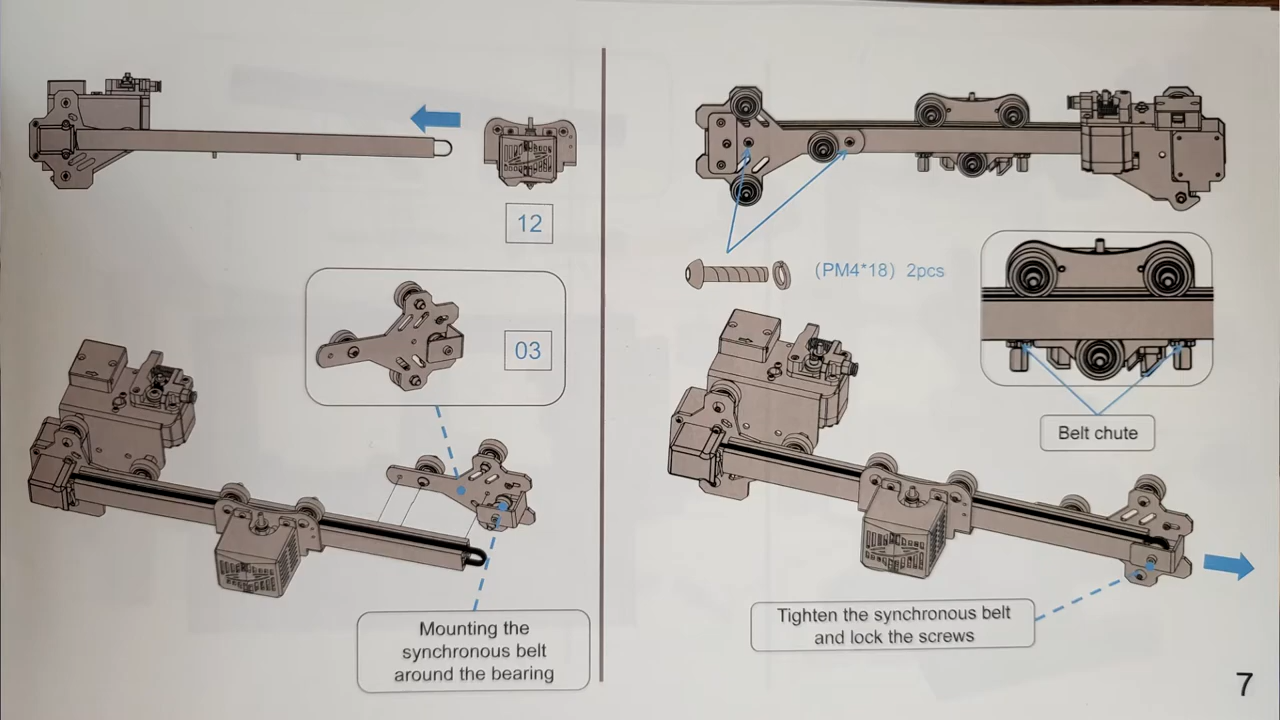 12
03
Mounting the
synchronous belt
around the bearing
(PM4*18) 2pcs
Belt chute
Tighten the synchronous belt
and lock the screws
7